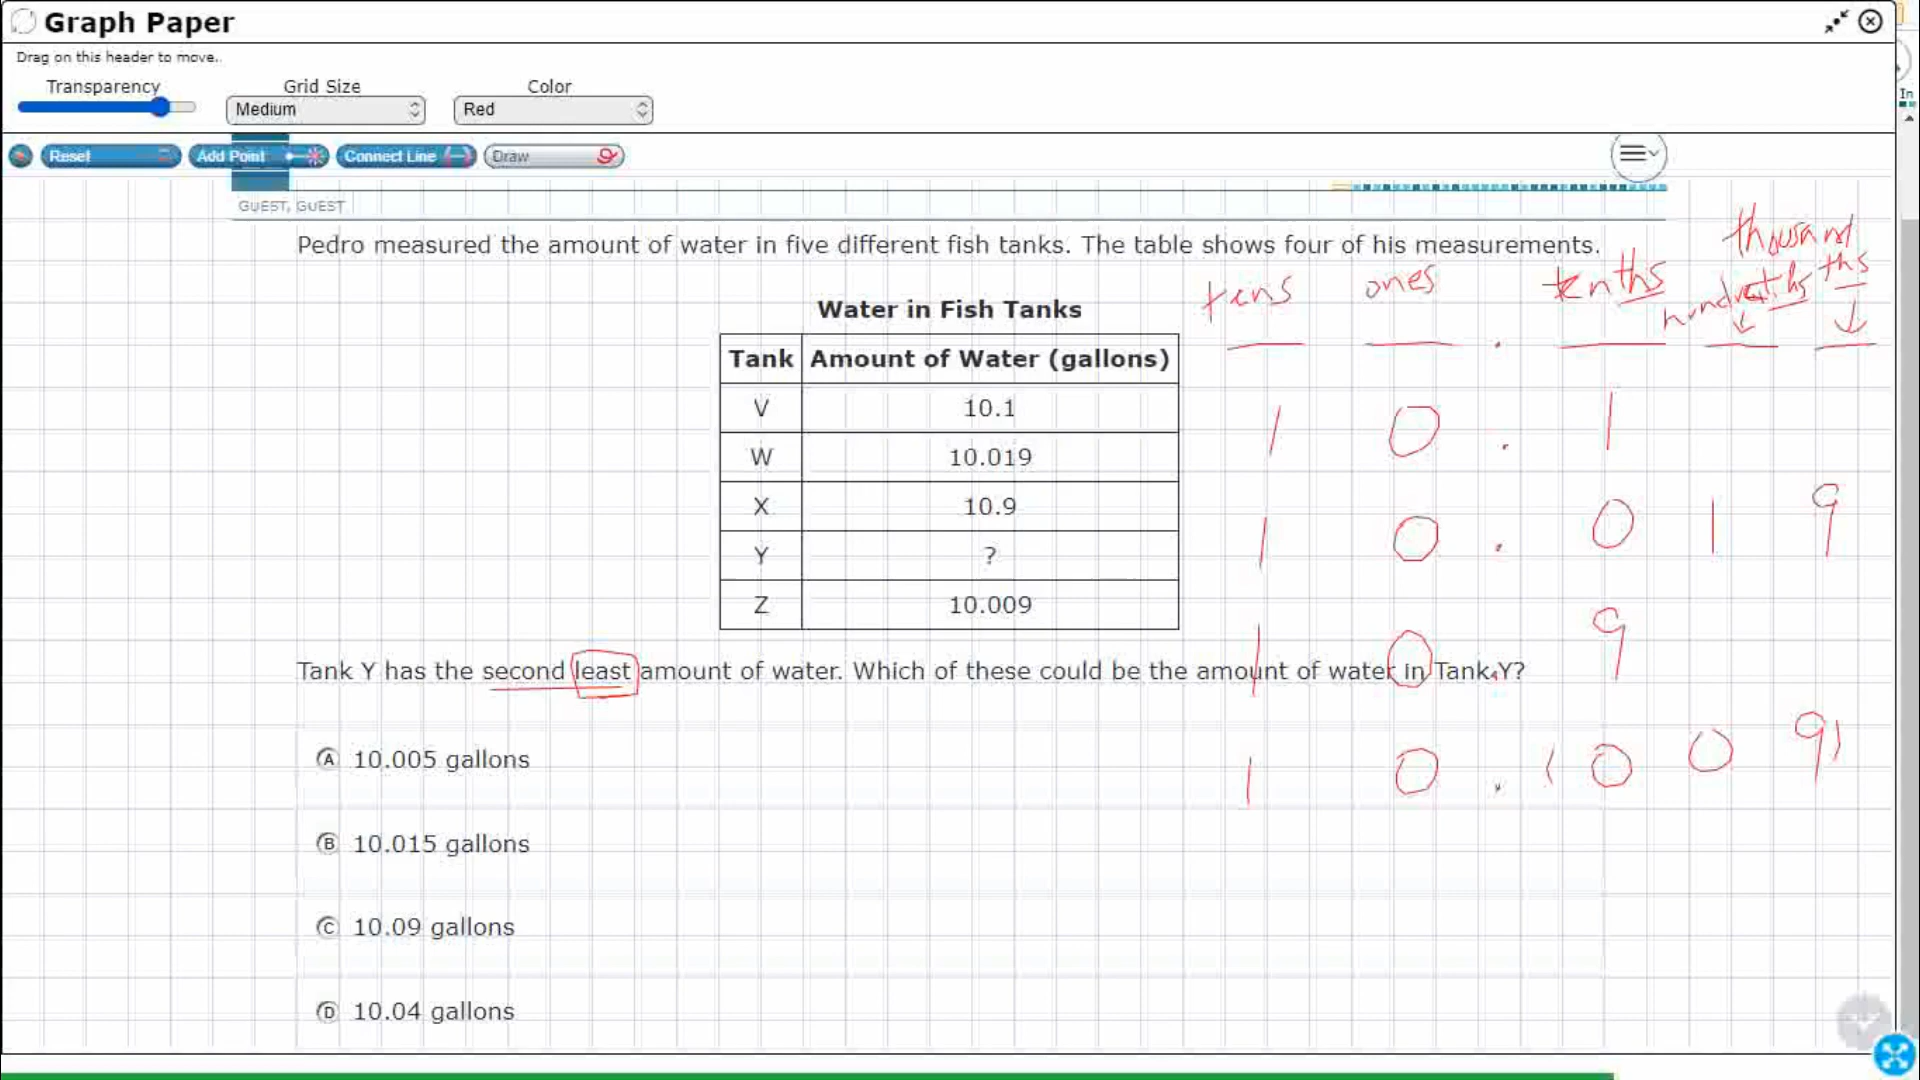 Graph Paper
Drag on this header to move..
Transparency
Grid Size
Color
Medium
Red
In
Reset
Add Point
Connect Line
Draw
GUEST, GUEST
Pedro measured the amount of water in five different fish tanks. The table shows four of his measurements.
thousand
ths
tens
ones
tenths
hundredths
Water in Fish Tanks
Tank Amount of Water (gallons)
V 10.1
W 10.019
X 10.9
Y ?
Z 10.009
1 0 . 1
1 0 . 0 1 9
1 0 . 9
1 0 . 0 0 9
Tank Y has the second least amount of water. Which of these could be the amount of water in Tank Y?
A 10.005 gallons
B 10.015 gallons
C 10.09 gallons
D 10.04 gallons